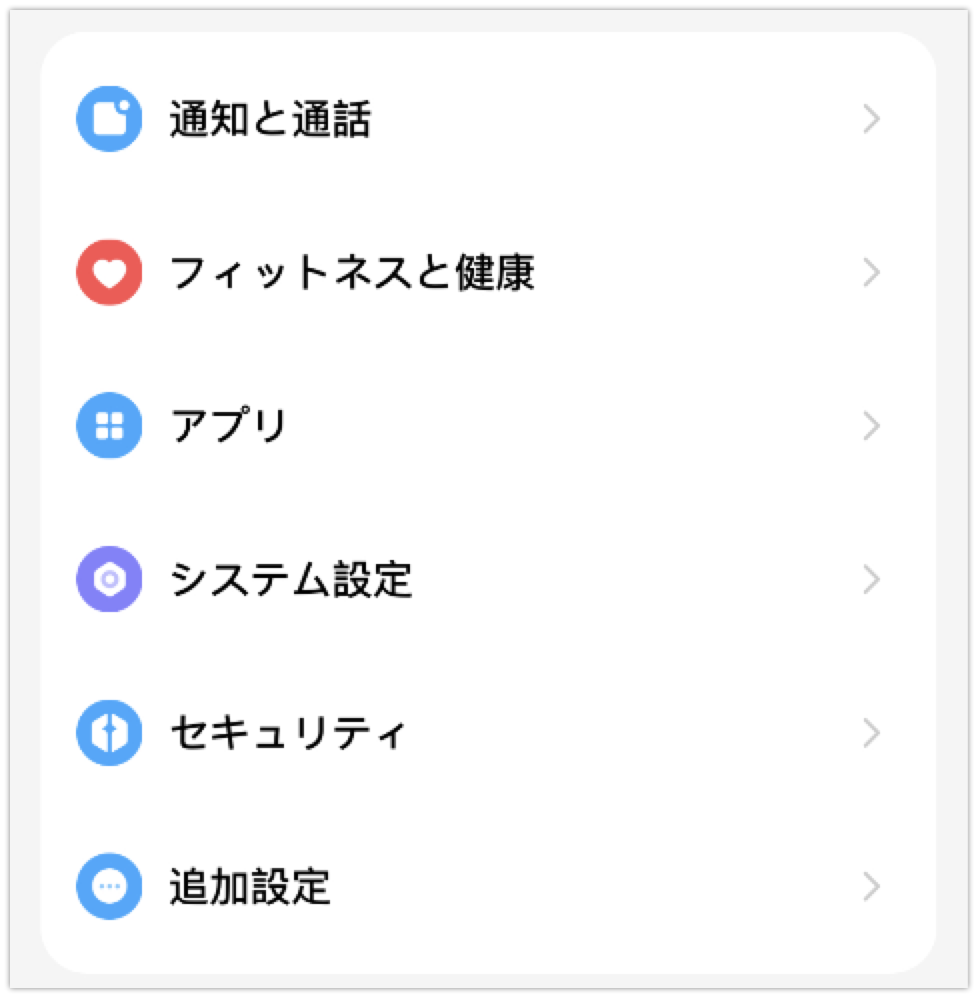 通知と通話
フィットネスと健康
アプリ
システム設定
セキュリティ
追加設定